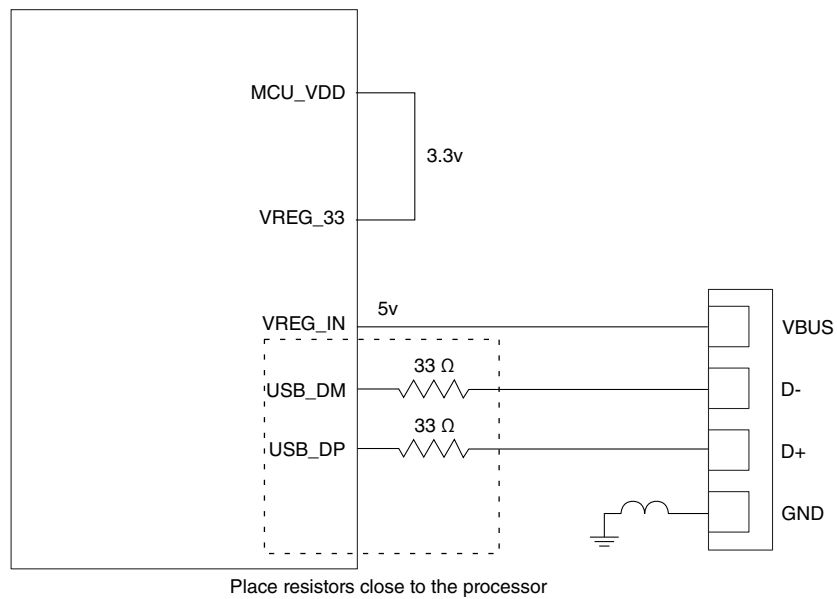 MCU_VDD
3.3v
VREG_33
VREG_IN
5v
VBUS
USB_DM
33 Ω
D-
USB_DP
33 Ω
D+
GND
Place resistors close to the processor